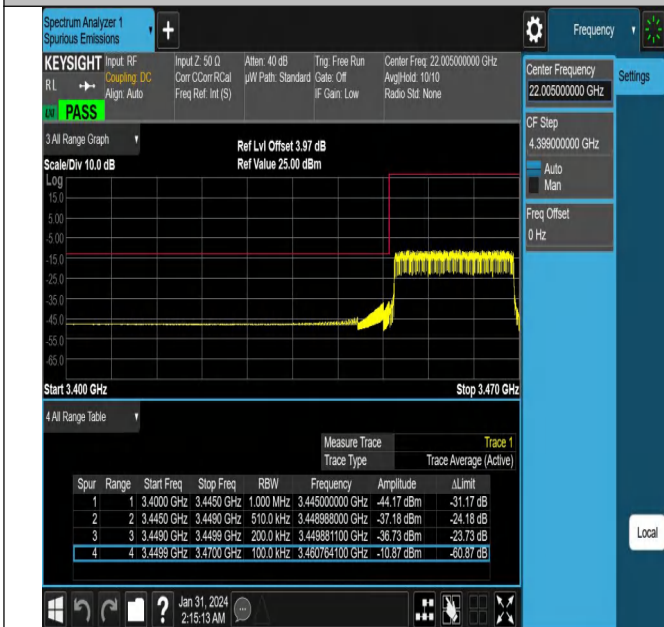 Spectrum Analyzer 1
Spurious Emissions
Frequency
KEYSIGHT
Input: RF
Coupling: DC
Align: Auto
RL
PASS
Input Z: 50 Ω
Corr CCorr RCal
Freq Ref: Int (S)
Atten: 40 dB
µW Path: Standard
Trig: Free Run
Gate: Off
IF Gain: Low
Center Freq: 22.005000000 GHz
Avg|Hold: 10/10
Radio Std: None
Center Frequency
22.005000000 GHz
Settings
CF Step
4.399000000 GHz
Auto
Man
Freq Offset
0 Hz
Local
3 All Range Graph
Ref Lvl Offset 3.97 dB
Scale/Div 10.0 dB
Ref Value 25.00 dBm
Log
15.0
5.00
-5.00
-15.0
-25.0
-35.0
-45.0
-55.0
-65.0
Start 3.400 GHz
Stop 3.470 GHz
4 All Range Table
Measure Trace Trace 1
Trace Type Trace Average (Active)
Spur Range Start Freq Stop Freq RBW Frequency Amplitude ΔLimit
1 1 3.4000 GHz 3.4450 GHz 1.000 MHz 3.445000000 GHz -44.17 dBm -31.17 dB
2 2 3.4450 GHz 3.4490 GHz 510.0 kHz 3.448988000 GHz -37.18 dBm -24.18 dB
3 3 3.4490 GHz 3.4499 GHz 200.0 kHz 3.449881100 GHz -36.73 dBm -23.73 dB
4 4 3.4499 GHz 3.4700 GHz 100.0 kHz 3.460764100 GHz -10.87 dBm -60.87 dB
Jan 31, 2024
2:15:13 AM